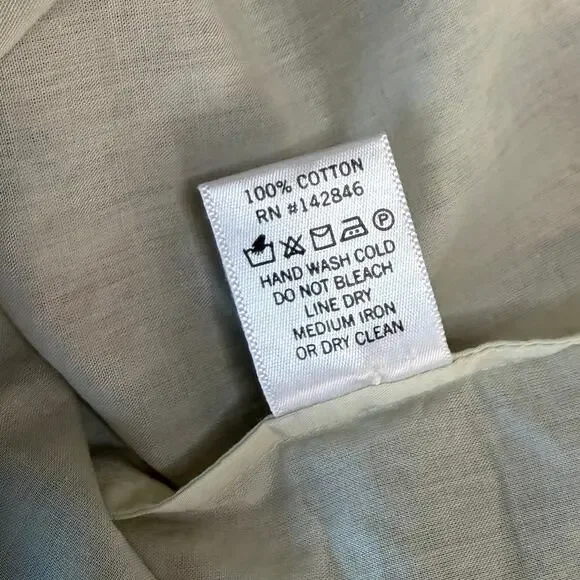 100% COTTON
RN #142846
P
HAND WASH COLD
DO NOT BLEACH
LINE DRY
MEDIUM IRON
OR DRY CLEAN